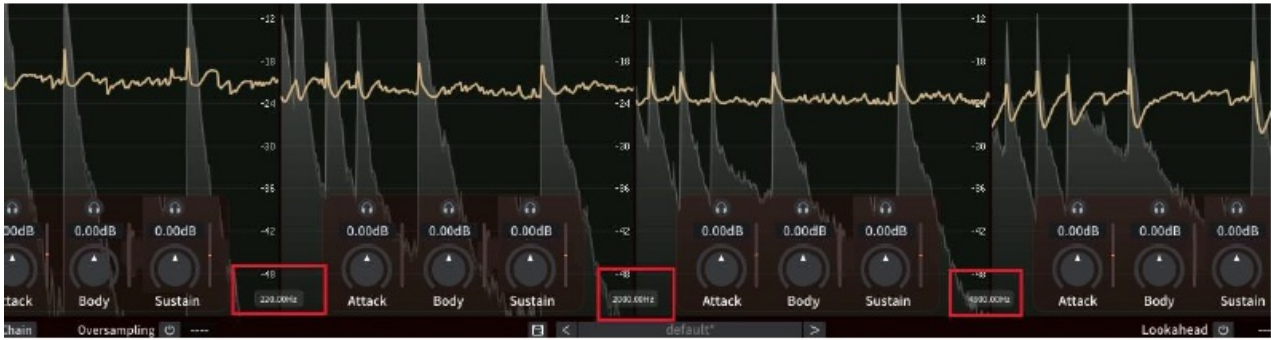 -12 -12 -12
-18 -18 -18
-24 -24 -24
-30 -30 -30
-36 -36 -36
00dB 0.00dB 0.00dB -42 0.00dB 0.00dB 0.00dB -42 0.00dB 0.00dB 0.00dB -42 0.00dB 0.00dB 0.00dB
-48 -48 -48
220.00Hz 2000.00Hz
ttack Body Sustain Attack Body Sustain Attack Body Sustain Attack Body Sustain
Chain Oversampling ---- < default* > Lookahead